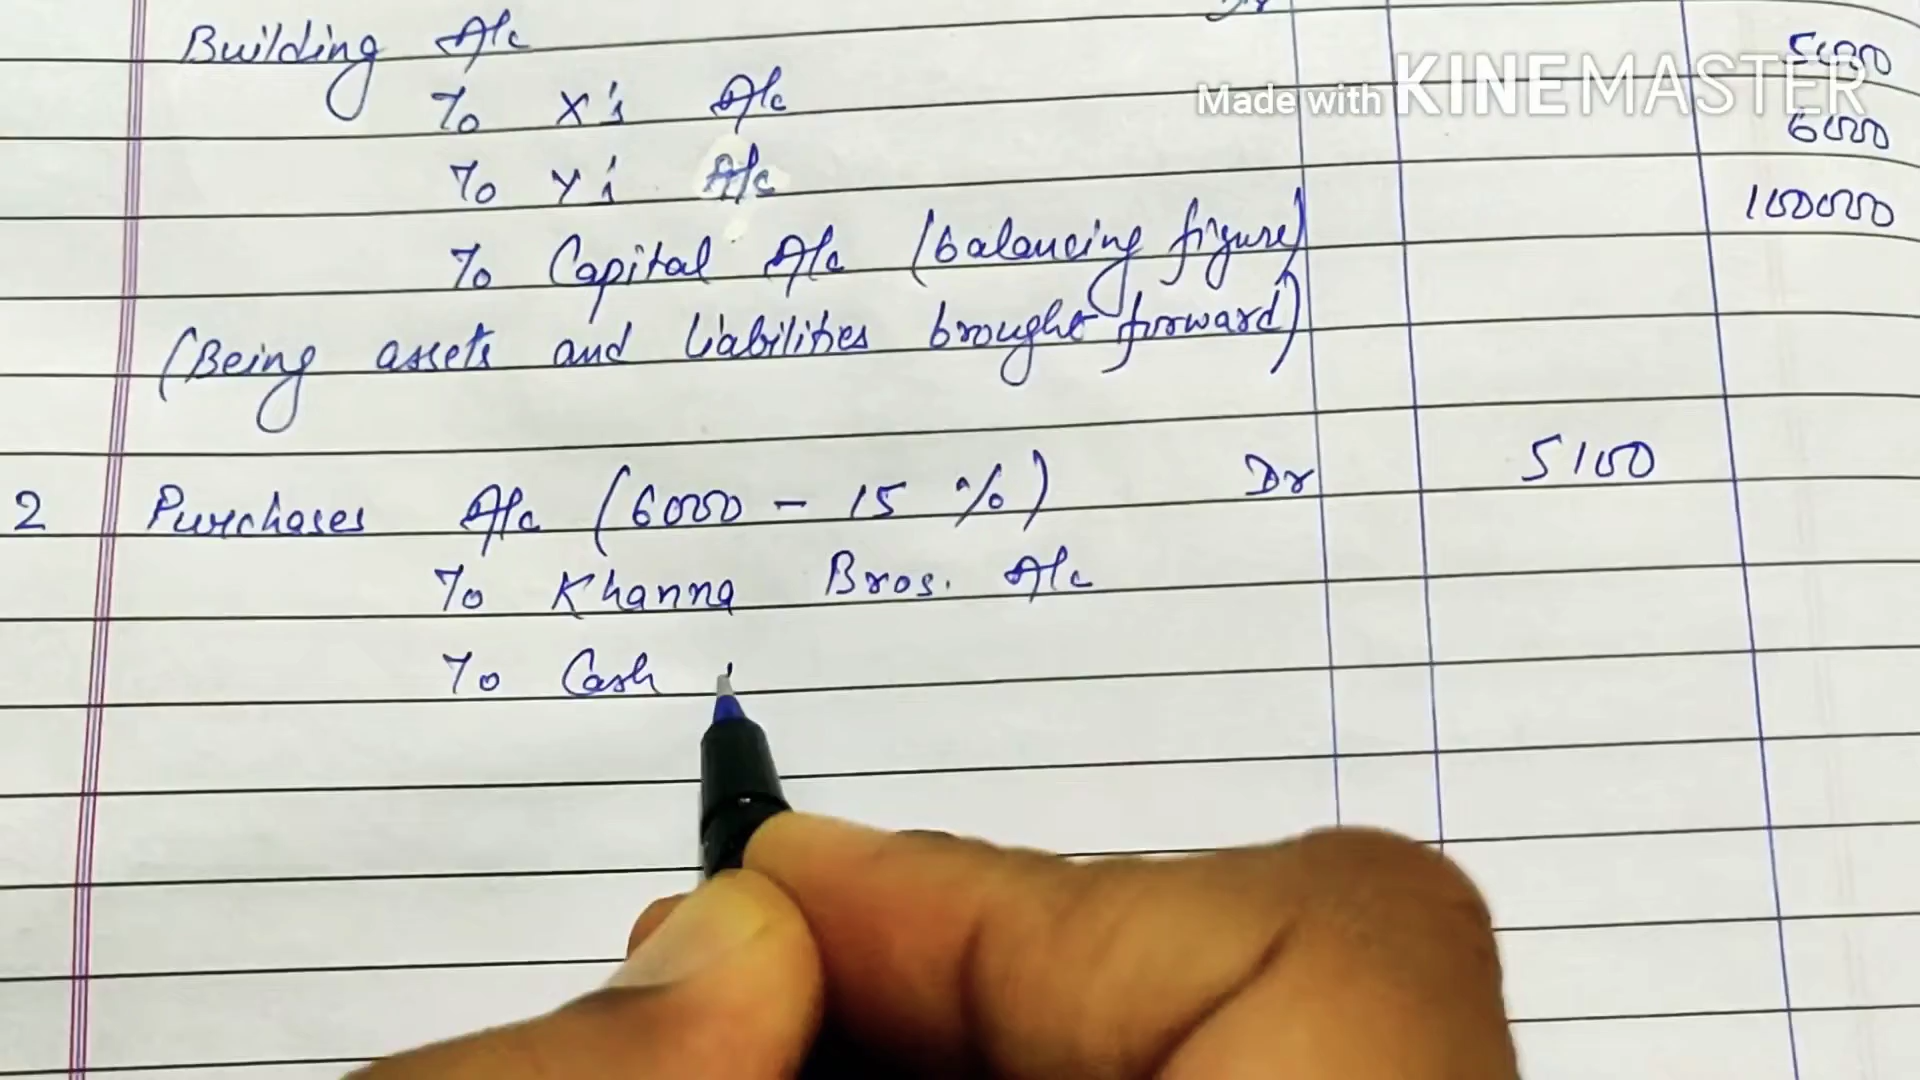 Building A/c
5000
To X's A/c
Made with KINEMASTER
6000
To Y's A/c
100000
To Capital A/c (balancing figure)
(Being assets and liabilities brought forward)
2 Purchases A/c (6000 - 15 %) Dr 5100
To Khanna Bros. A/c
To Cash